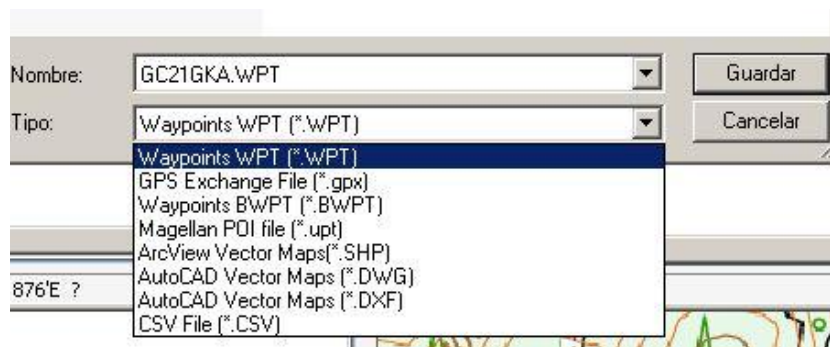 Nombre: GC21GKA.WPT Guardar
Tipo: Waypoints WPT (*.WPT) Cancelar
Waypoints WPT (*.WPT)
GPS Exchange File (*.gpx)
Waypoints BWPT (*.BWPT)
Magellan POI file (*.upt)
ArcView Vector Maps(*.SHP)
AutoCAD Vector Maps (*.DWG)
876'E ?
AutoCAD Vector Maps (*.DXF)
CSV File (*.CSV)